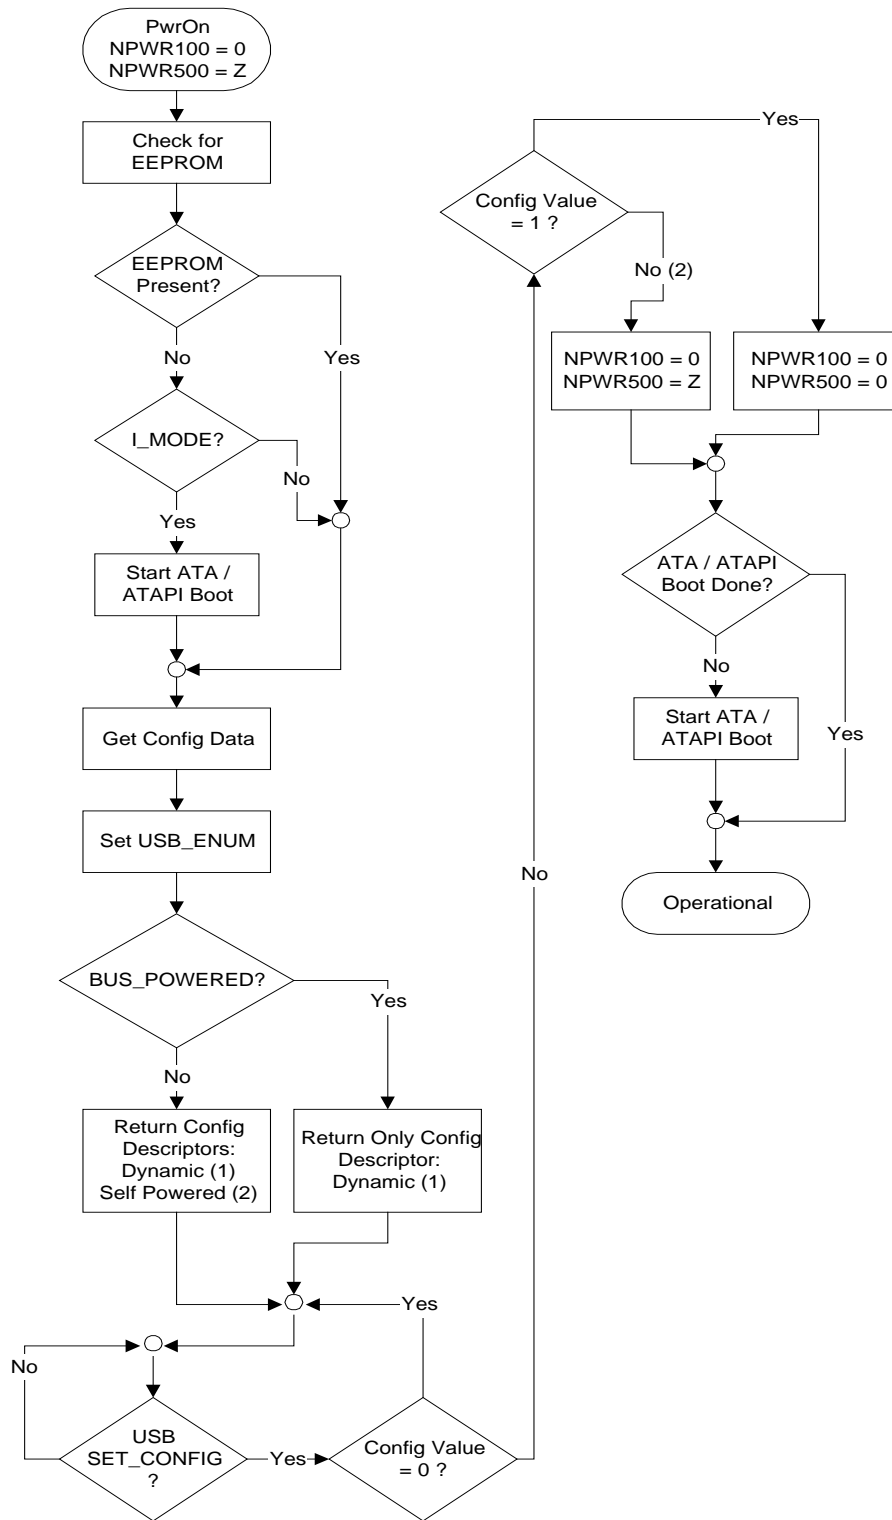 PwrOn
NPWR100 = 0
NPWR500 = Z
Check for
EEPROM
EEPROM
Present?
No
Yes
I_MODE?
No
Yes
Start ATA /
ATAPI Boot
Get Config Data
Set USB_ENUM
BUS_POWERED?
Yes
No
Return Config
Descriptors:
Dynamic (1)
Self Powered (2)
Return Only Config
Descriptor:
Dynamic (1)
Yes
No
USB
SET_CONFIG
?
Yes
Config Value
= 0 ?
No
Config Value
= 1 ?
Yes
No (2)
NPWR100 = 0
NPWR500 = Z
NPWR100 = 0
NPWR500 = 0
ATA / ATAPI
Boot Done?
No
Yes
Start ATA /
ATAPI Boot
Operational